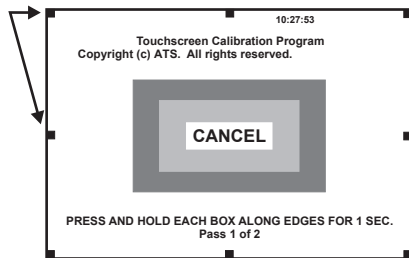 10:27:53
Touchscreen Calibration Program
Copyright (c) ATS. All rights reserved.
CANCEL
PRESS AND HOLD EACH BOX ALONG EDGES FOR 1 SEC.
Pass 1 of 2